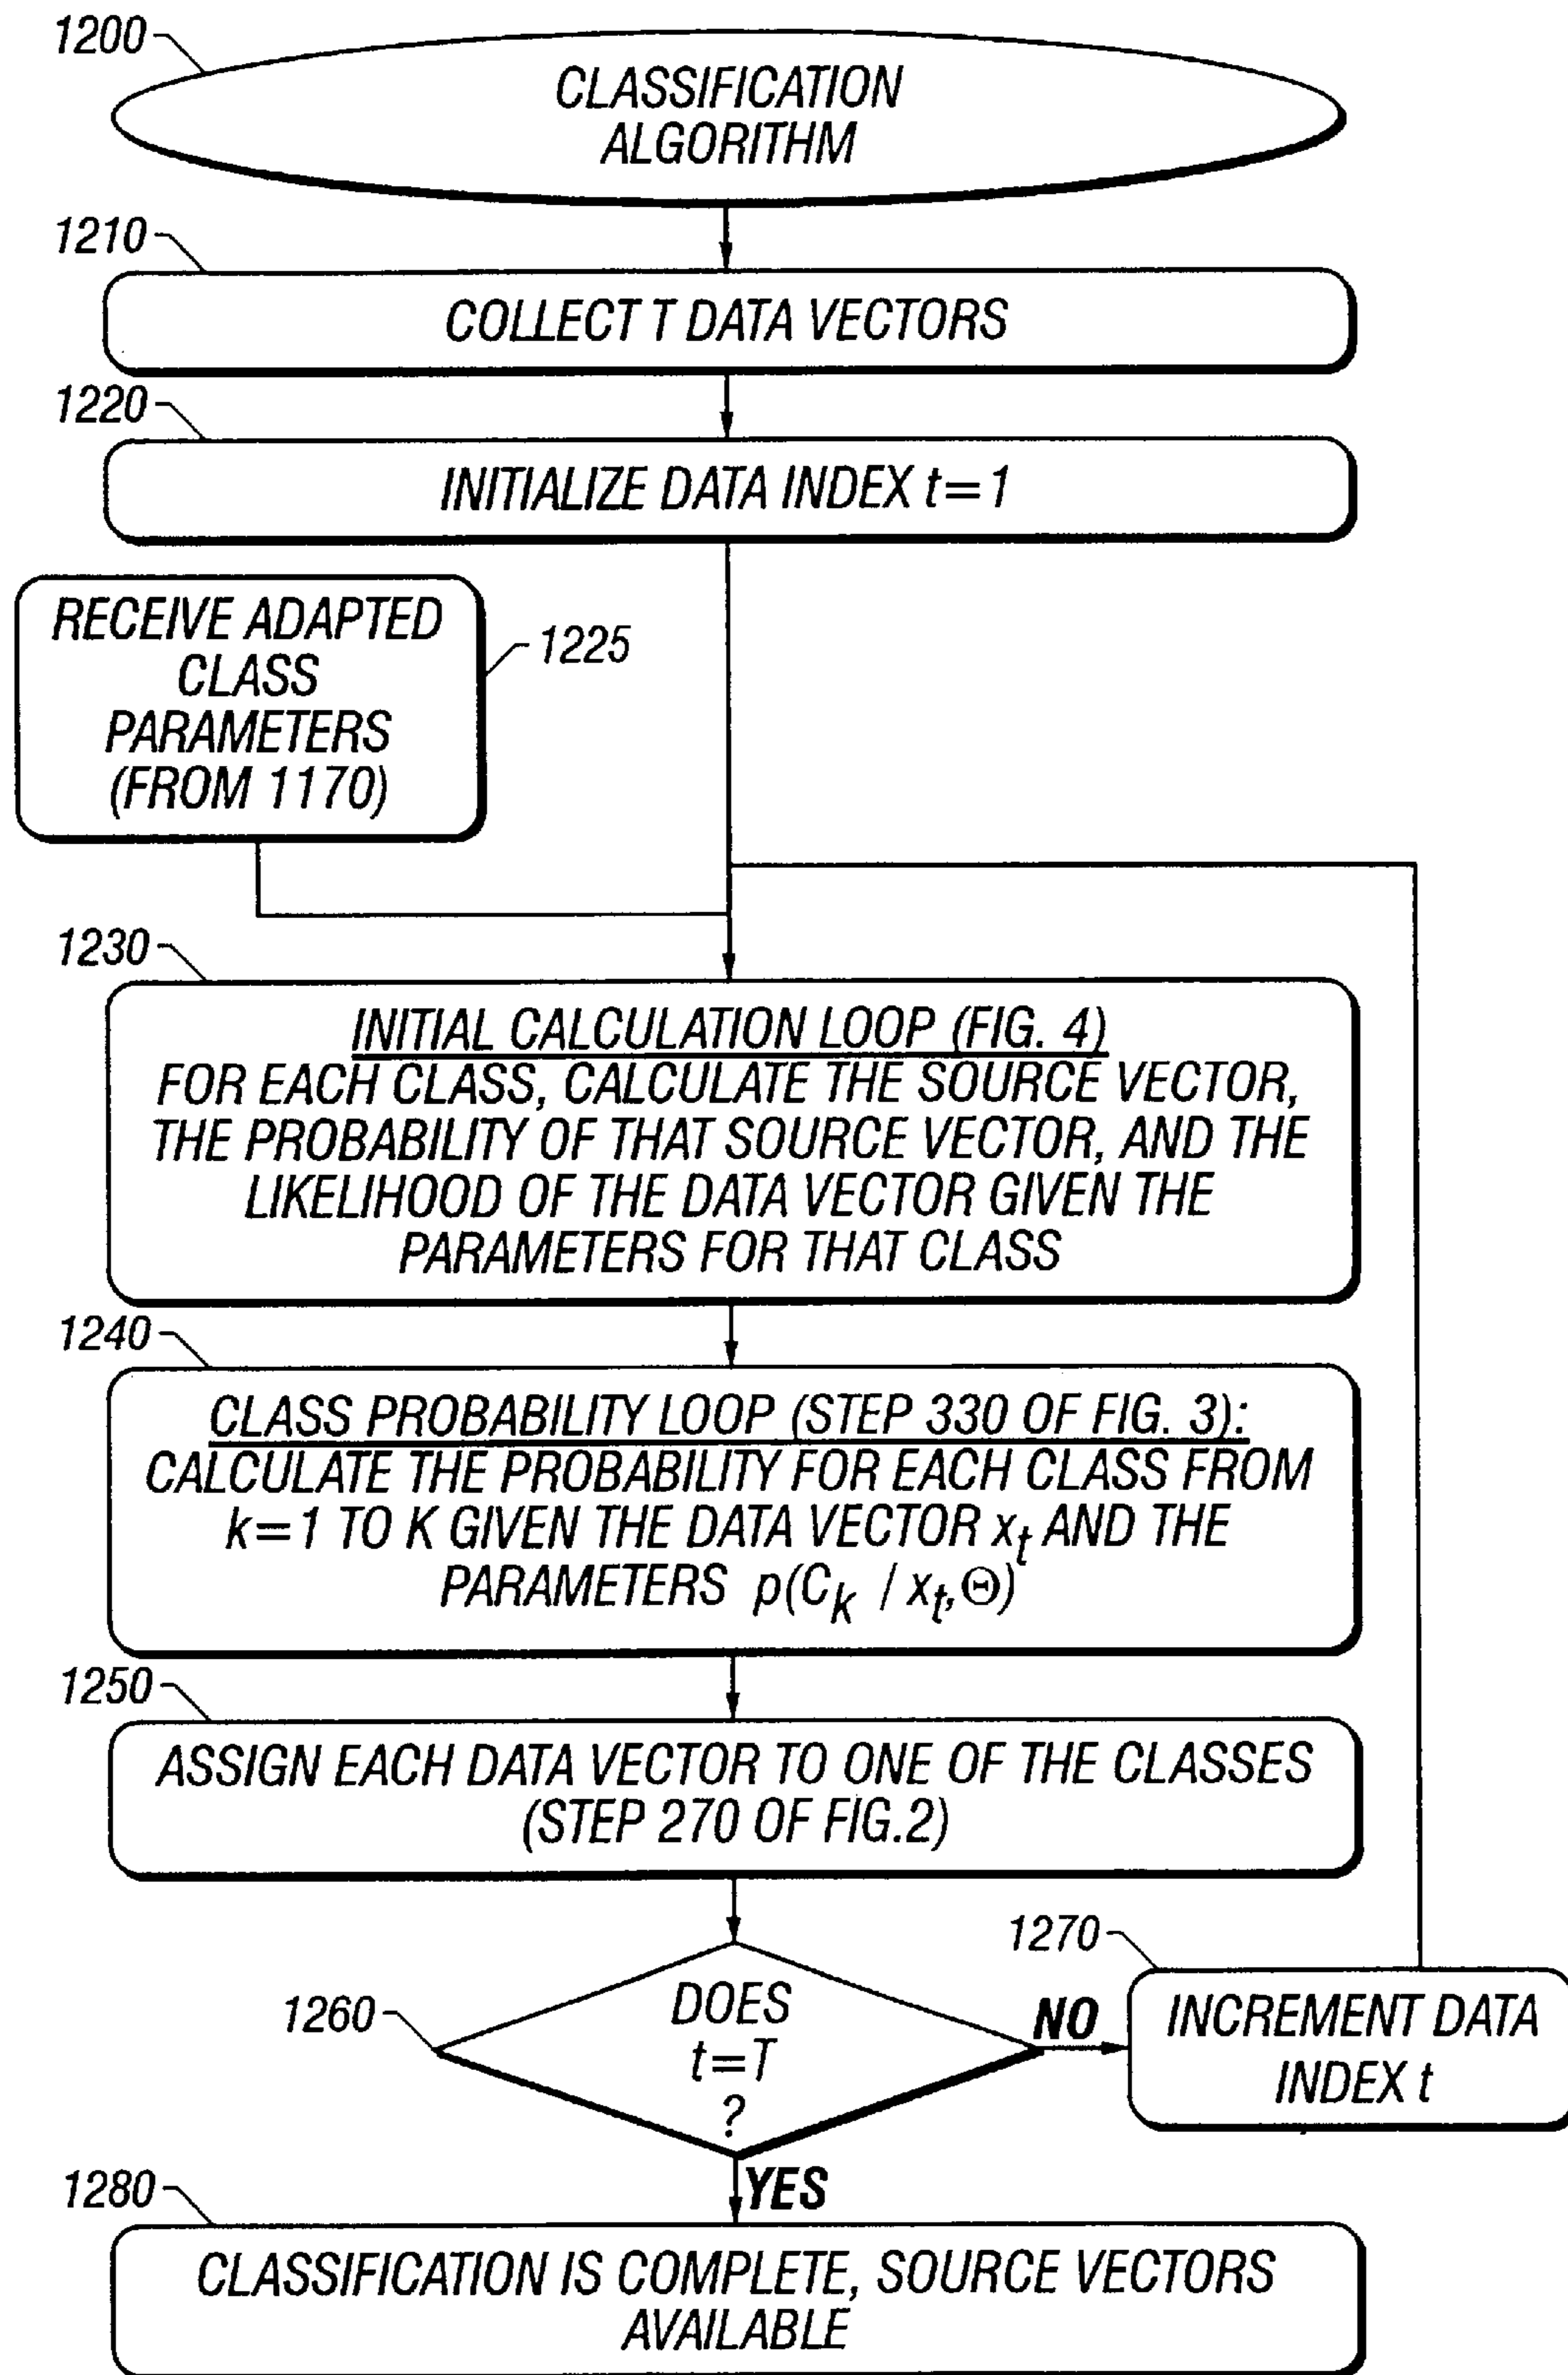 1200
CLASSIFICATION
ALGORITHM
1210
COLLECT T DATA VECTORS
1220
INITIALIZE DATA INDEX t=1
RECEIVE ADAPTED
CLASS
PARAMETERS
(FROM 1170)
1225
1230
INITIAL CALCULATION LOOP (FIG. 4)
FOR EACH CLASS, CALCULATE THE SOURCE VECTOR,
THE PROBABILITY OF THAT SOURCE VECTOR, AND THE
LIKELIHOOD OF THE DATA VECTOR GIVEN THE
PARAMETERS FOR THAT CLASS
1240
CLASS PROBABILITY LOOP (STEP 330 OF FIG. 3):
CALCULATE THE PROBABILITY FOR EACH CLASS FROM
k=1 TO K GIVEN THE DATA VECTOR x_t AND THE
PARAMETERS p(C_k / x_t, Θ)
1250
ASSIGN EACH DATA VECTOR TO ONE OF THE CLASSES
(STEP 270 OF FIG.2)
1260
DOES
t=T
?
NO
1270
INCREMENT DATA
INDEX t
YES
1280
CLASSIFICATION IS COMPLETE, SOURCE VECTORS
AVAILABLE